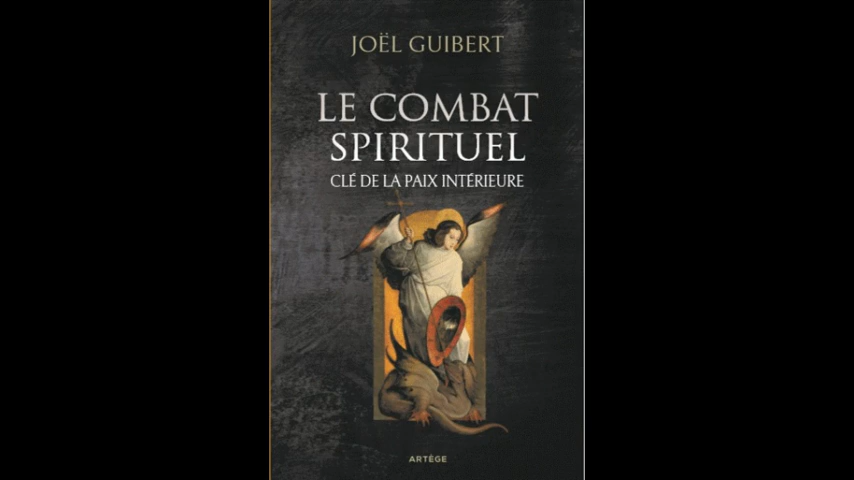 JOËL GUIBERT
LE COMBAT
SPIRITUEL
CLÉ DE LA PAIX INTÉRIEURE
ARTÈGE